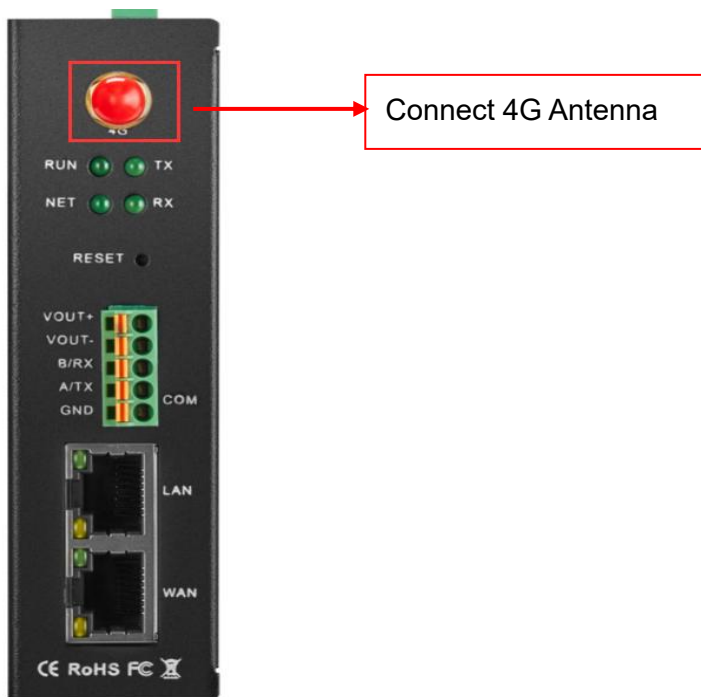 Connect 4G Antenna
4G
RUN TX
NET RX
RESET
VOUT+
VOUT-
B/RX
A/TX
GND
COM
LAN
WAN
CE RoHS FC